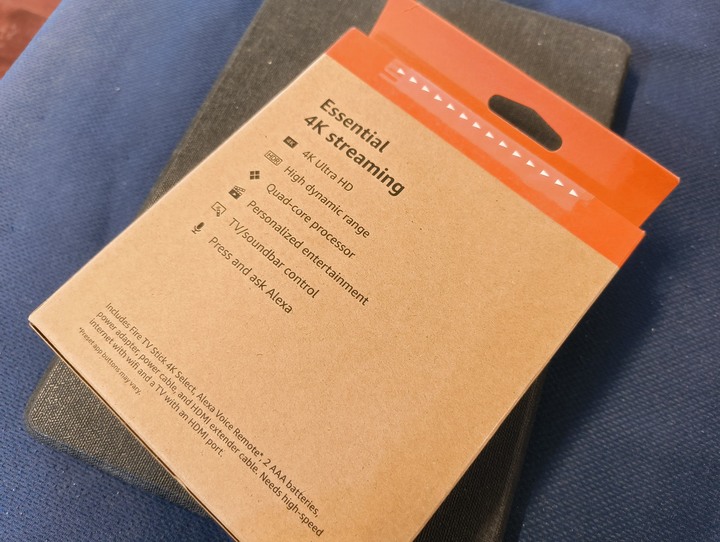 Essential
4K streaming
4K
4K Ultra HD
HDR
High dynamic range
Quad-core processor
Personalized entertainment
TV/soundbar control
Press and ask Alexa
Includes Fire TV Stick 4K Select, Alexa Voice Remote*, 2 AAA batteries,
power adapter, power cable, and HDMI extender cable. Needs high-speed
internet with wifi and a TV with an HDMI port.
*Preset app buttons may vary.